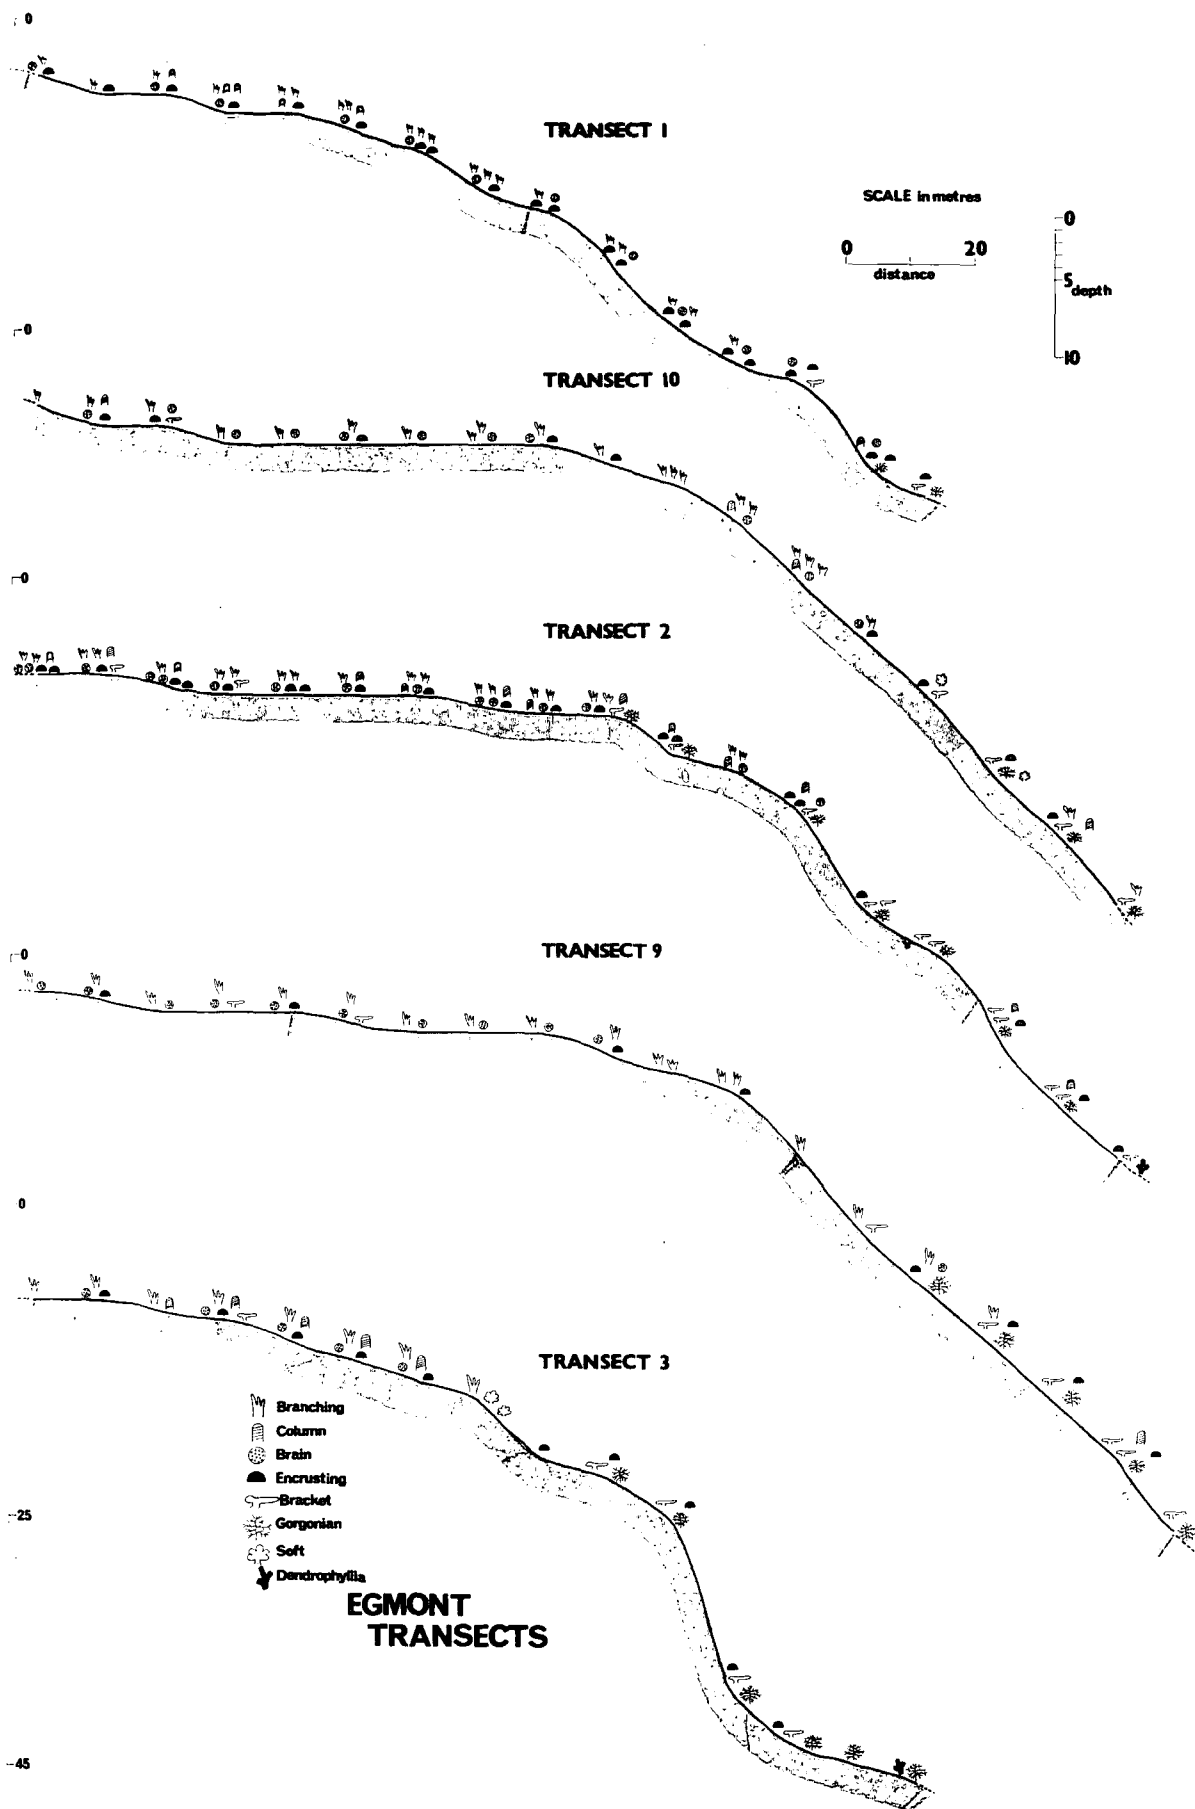 0
TRANSECT 1
SCALE in metres
0 20
distance
0
5
depth
10
0
TRANSECT 10
0
TRANSECT 2
0
TRANSECT 9
0
TRANSECT 3
Branching
Column
Brain
Encrusting
Bracket
Gorgonian
Soft
Dendrophyllia
-25
EGMONT
TRANSECTS
-45